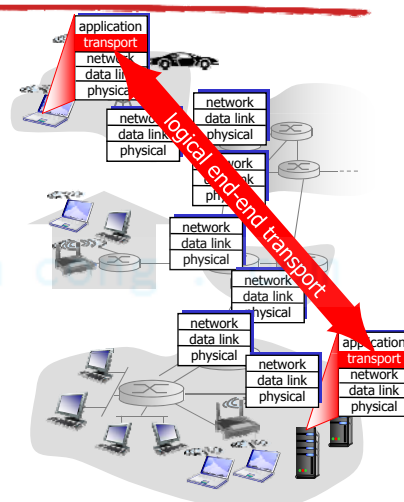 application
transport
network
data link
physical
network
data link
physical
network
data link
physical
network
data link
physical
logical end-end transport
network
data link
physical
network
data link
physical
network
data link
physical
network
data link
physical
application
transport
network
data link
physical
cong .